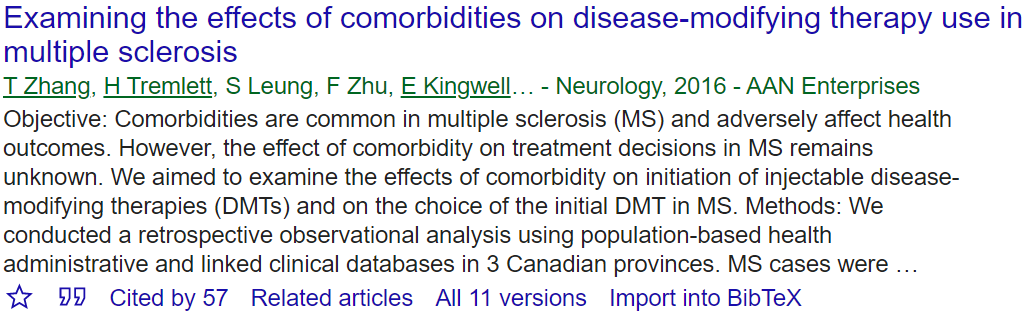 Examining the effects of comorbidities on disease-modifying therapy use in
multiple sclerosis
T Zhang, H Tremlett, S Leung, F Zhu, E Kingwell… - Neurology, 2016 - AAN Enterprises
Objective: Comorbidities are common in multiple sclerosis (MS) and adversely affect health
outcomes. However, the effect of comorbidity on treatment decisions in MS remains
unknown. We aimed to examine the effects of comorbidity on initiation of injectable disease-
modifying therapies (DMTs) and on the choice of the initial DMT in MS. Methods: We
conducted a retrospective observational analysis using population-based health
administrative and linked clinical databases in 3 Canadian provinces. MS cases were …
Cited by 57 Related articles All 11 versions Import into BibTeX